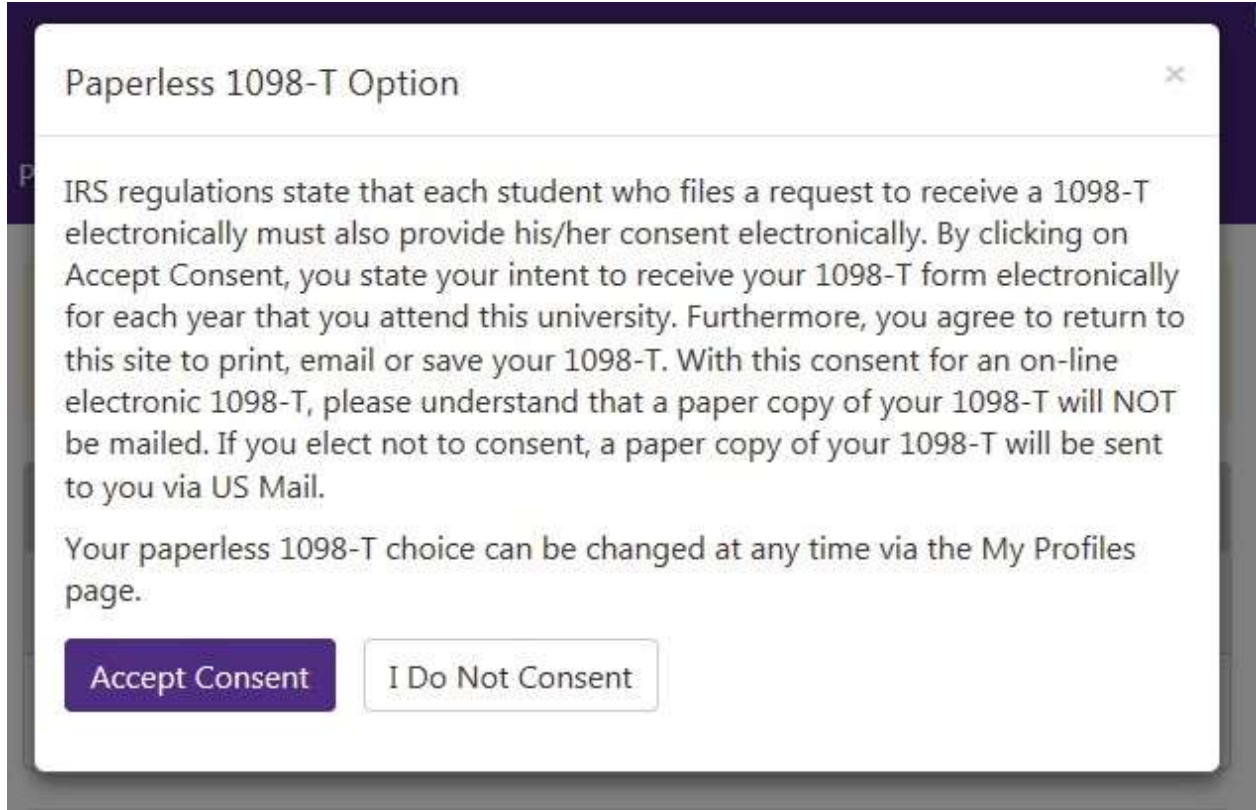 Paperless 1098-T Option
×
P
IRS regulations state that each student who files a request to receive a 1098-T
electronically must also provide his/her consent electronically. By clicking on
Accept Consent, you state your intent to receive your 1098-T form electronically
for each year that you attend this university. Furthermore, you agree to return to
this site to print, email or save your 1098-T. With this consent for an on-line
electronic 1098-T, please understand that a paper copy of your 1098-T will NOT
be mailed. If you elect not to consent, a paper copy of your 1098-T will be sent
to you via US Mail.
Your paperless 1098-T choice can be changed at any time via the My Profiles
page.
Accept Consent
I Do Not Consent